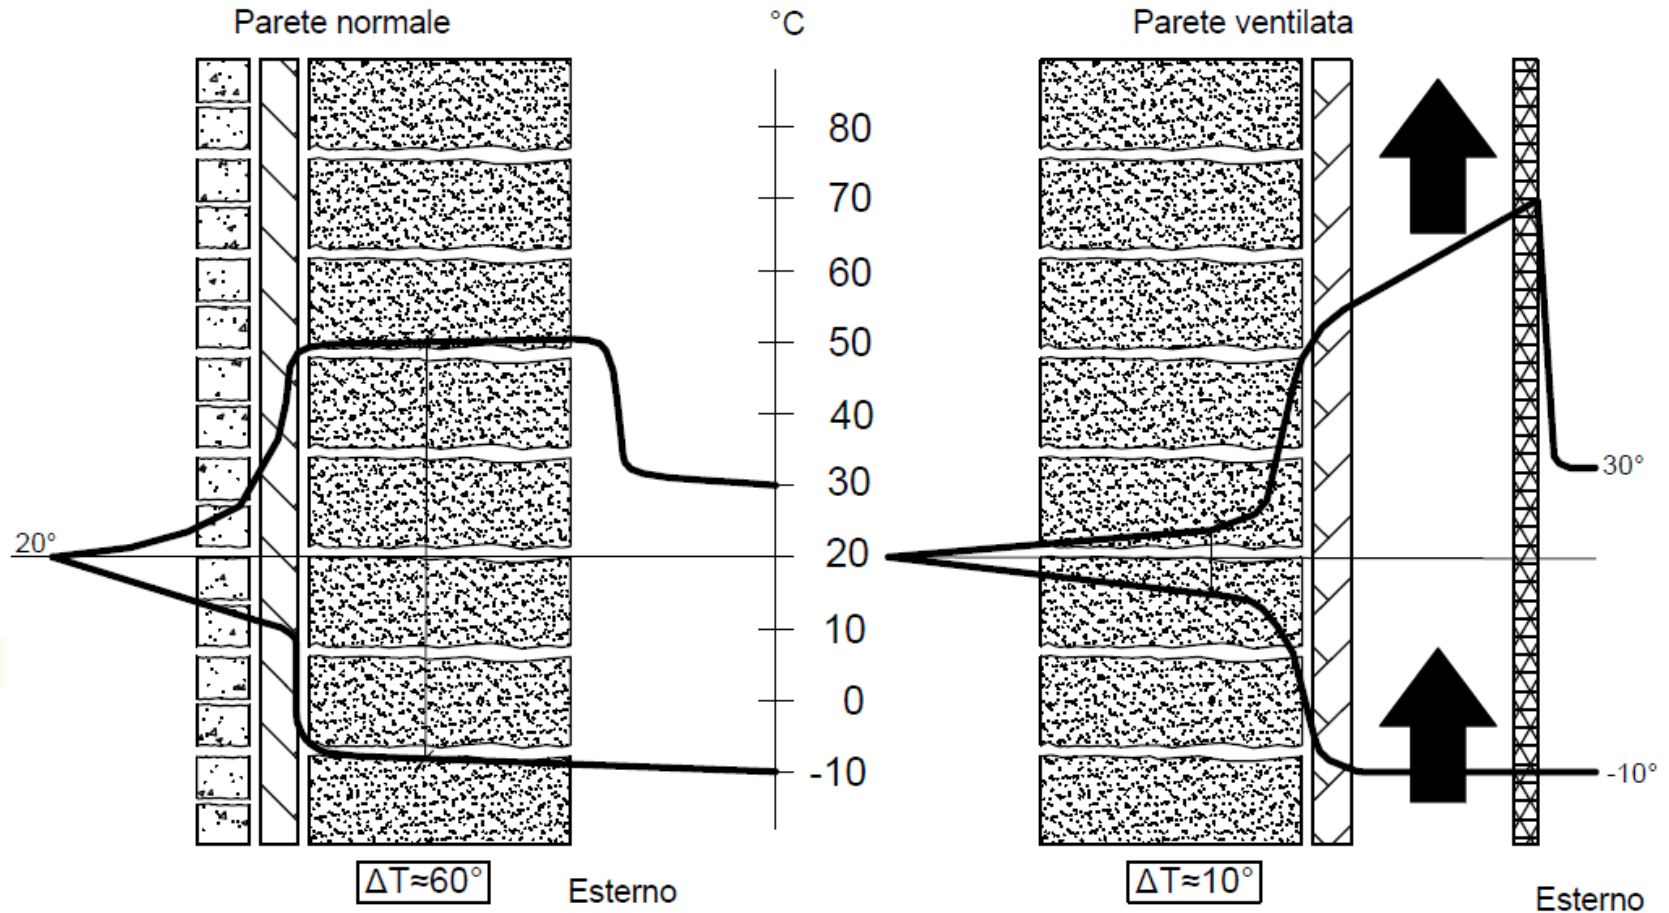 Parete normale
°C
Parete ventilata
80
70
60
50
40
30
30°
20°
20
10
0
-10
-10°
ΔT≈60°
Esterno
ΔT≈10°
Esterno